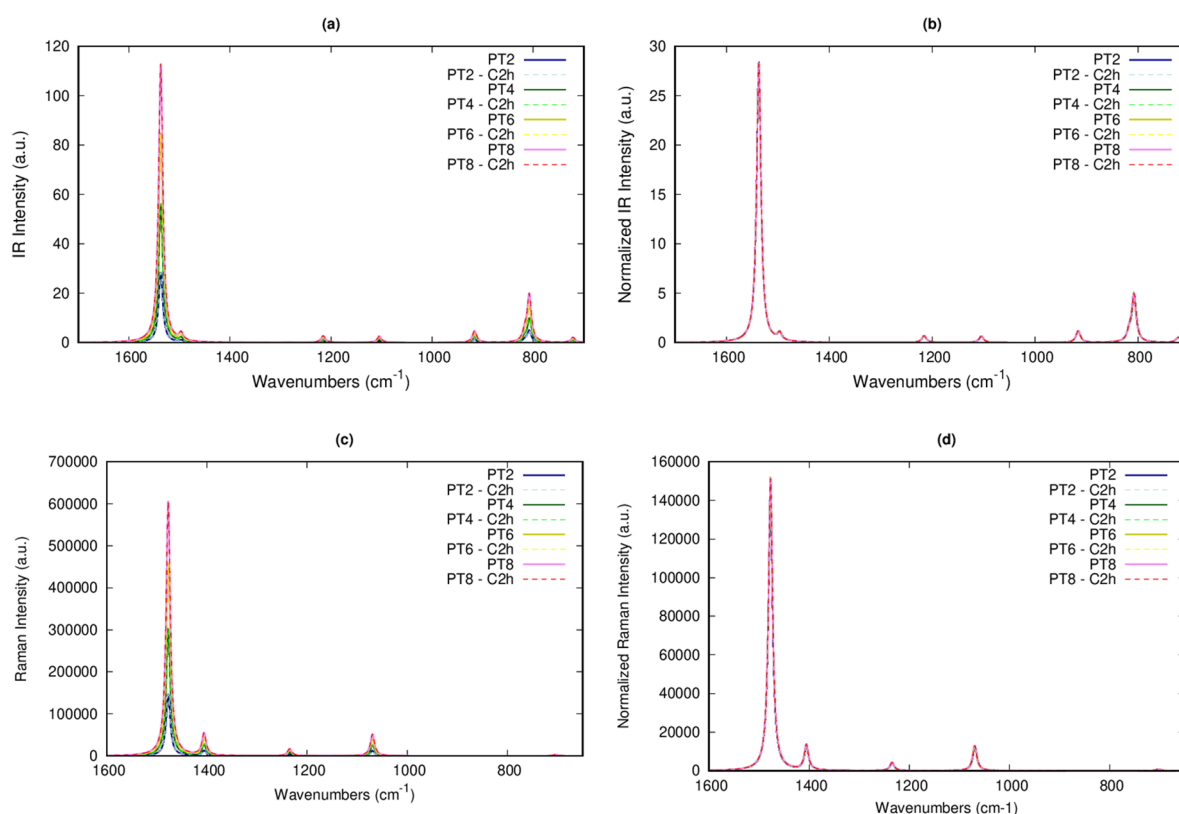 (a)
120
100
80
60
40
20
0
IR Intensity (a.u.)
PT2
PT2 - C2h
PT4
PT4 - C2h
PT6
PT6 - C2h
PT8
PT8 - C2h
1600 1400 1200 1000 800
Wavenumbers (cm-1)
(b)
30
25
20
15
10
5
0
Normalized IR Intensity (a.u.)
PT2
PT2 - C2h
PT4
PT4 - C2h
PT6
PT6 - C2h
PT8
PT8 - C2h
1600 1400 1200 1000 800
Wavenumbers (cm-1)
(c)
700000
600000
500000
400000
300000
200000
100000
0
Raman Intensity (a.u.)
PT2
PT2 - C2h
PT4
PT4 - C2h
PT6
PT6 - C2h
PT8
PT8 - C2h
1600 1400 1200 1000 800
Wavenumbers (cm-1)
(d)
160000
140000
120000
100000
80000
60000
40000
20000
0
Normalized Raman Intensity (a.u.)
PT2
PT2 - C2h
PT4
PT4 - C2h
PT6
PT6 - C2h
PT8
PT8 - C2h
1600 1400 1200 1000 800
Wavenumbers (cm-1)